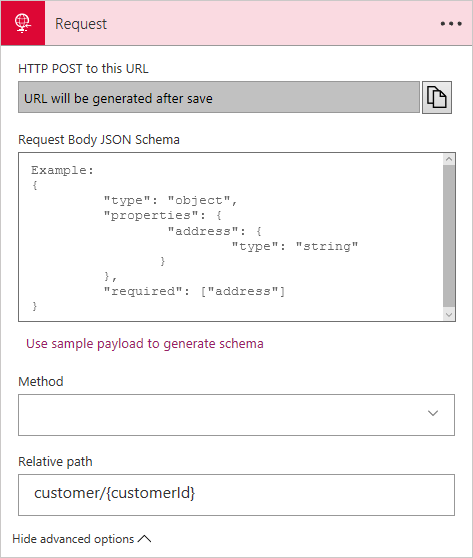 Request
HTTP POST to this URL
URL will be generated after save
Request Body JSON Schema
Example:
{
"type": "object",
"properties": {
"address": {
"type": "string"
}
},
"required": ["address"]
}
Use sample payload to generate schema
Method
Relative path
customer/{customerId}
Hide advanced options